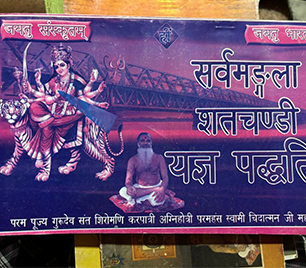 जयतु संस्कृतम्
जयतु भारत
सर्वमङ्गला
शतचण्डी
यज्ञ पद्धति
परम पूज्य गुरूदेव संत शिरोमणि करपात्री अग्निहोत्री परमहंस स्वामी चिदात्मन जी